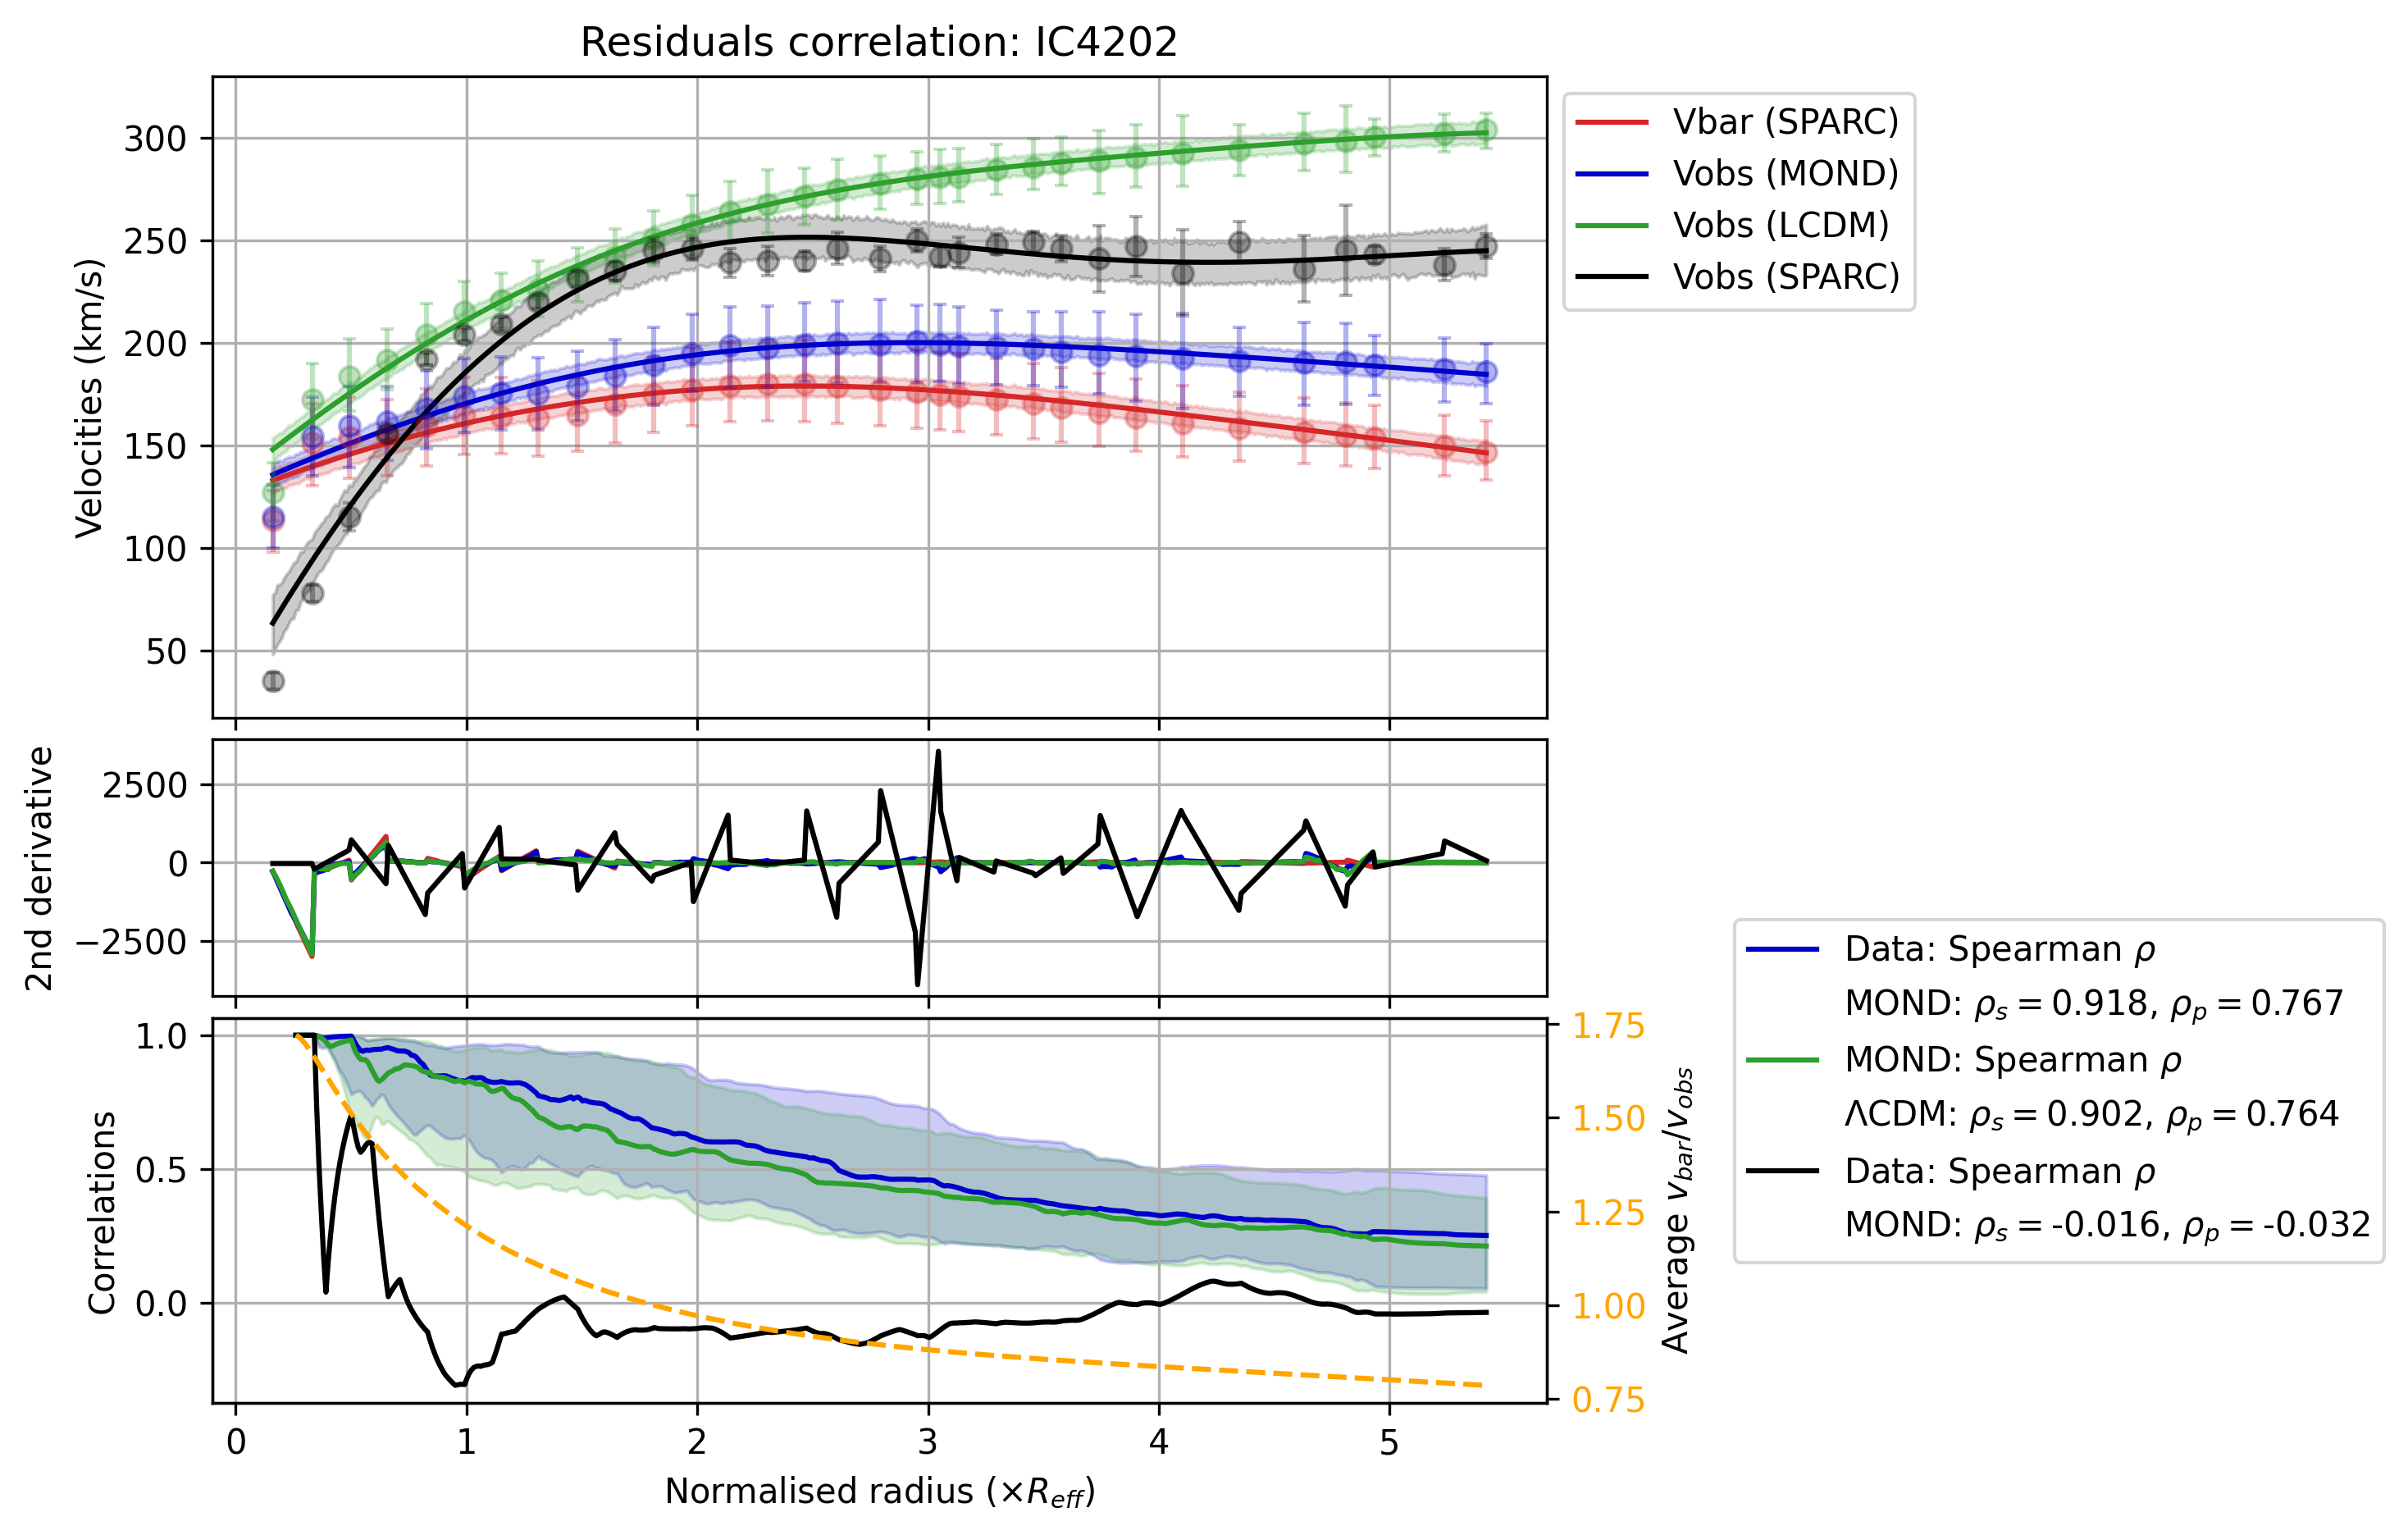 Residuals correlation: IC4202
Velocities (km/s)
300
250
200
150
100
50
Vbar (SPARC)
Vobs (MOND)
Vobs (LCDM)
Vobs (SPARC)
2nd derivative
2500
0
−2500
Correlations
1.0
0.5
0.0
1.75
1.50
1.25
1.00
0.75
Average v_bar/v_obs
Data: Spearman ρ
MOND: ρ_s = 0.918, ρ_p = 0.767
MOND: Spearman ρ
ΛCDM: ρ_s = 0.902, ρ_p = 0.764
Data: Spearman ρ
MOND: ρ_s = -0.016, ρ_p = -0.032
0 1 2 3 4 5
Normalised radius (×R_eff)